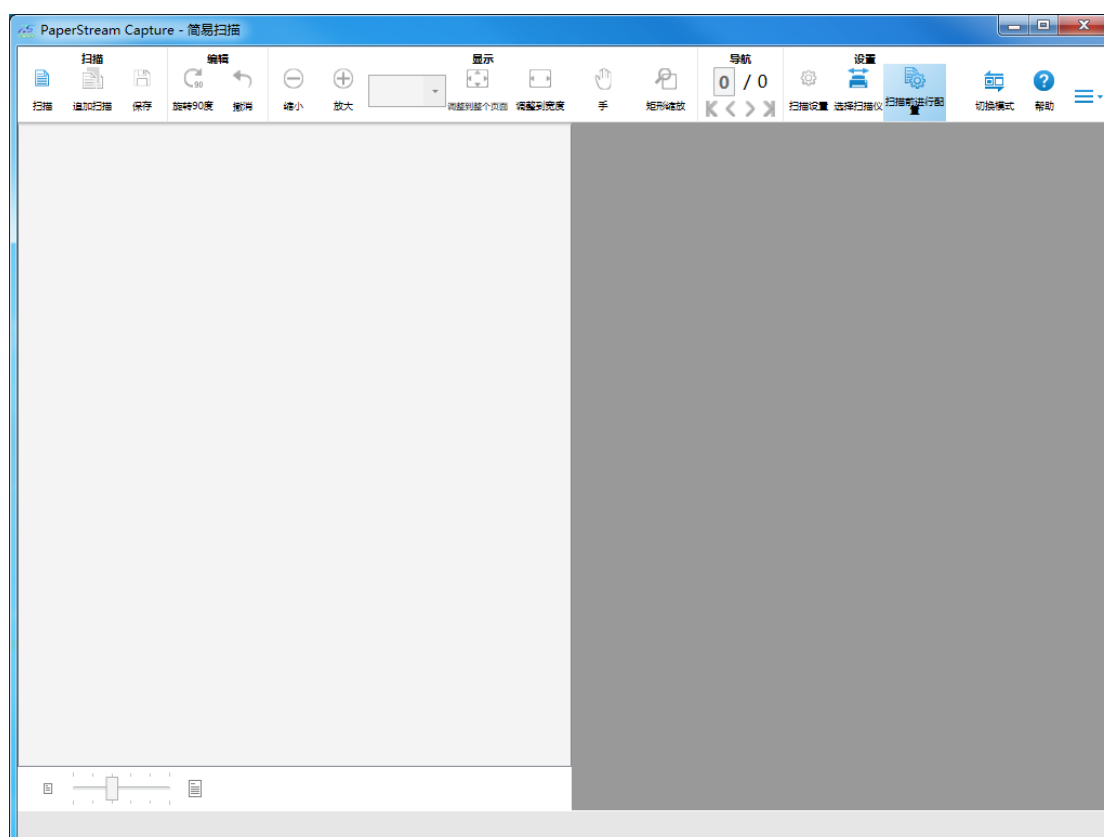 PaperStream Capture - 简易扫描
扫描 编辑 显示 导航 设置
90 0 / 0
扫描 追加扫描 保存 旋转90度 撤消 缩小 放大 调整到整个页面 调整到宽度 手 矩形缩放 扫描设置 选择扫描仪 扫描前进行配 切换模式 帮助
置